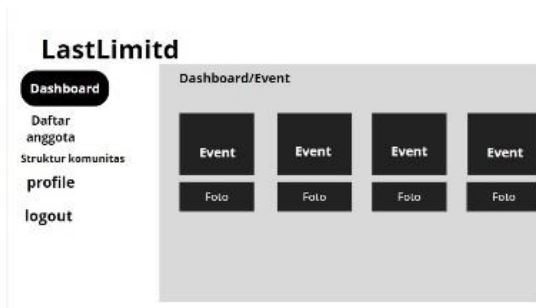 LastLimitd
Dashboard
Daftar
anggota
Struktur komunitas
profile
logout
Dashboard/Event
Event Event Event Event
Foto Foto Foto Foto